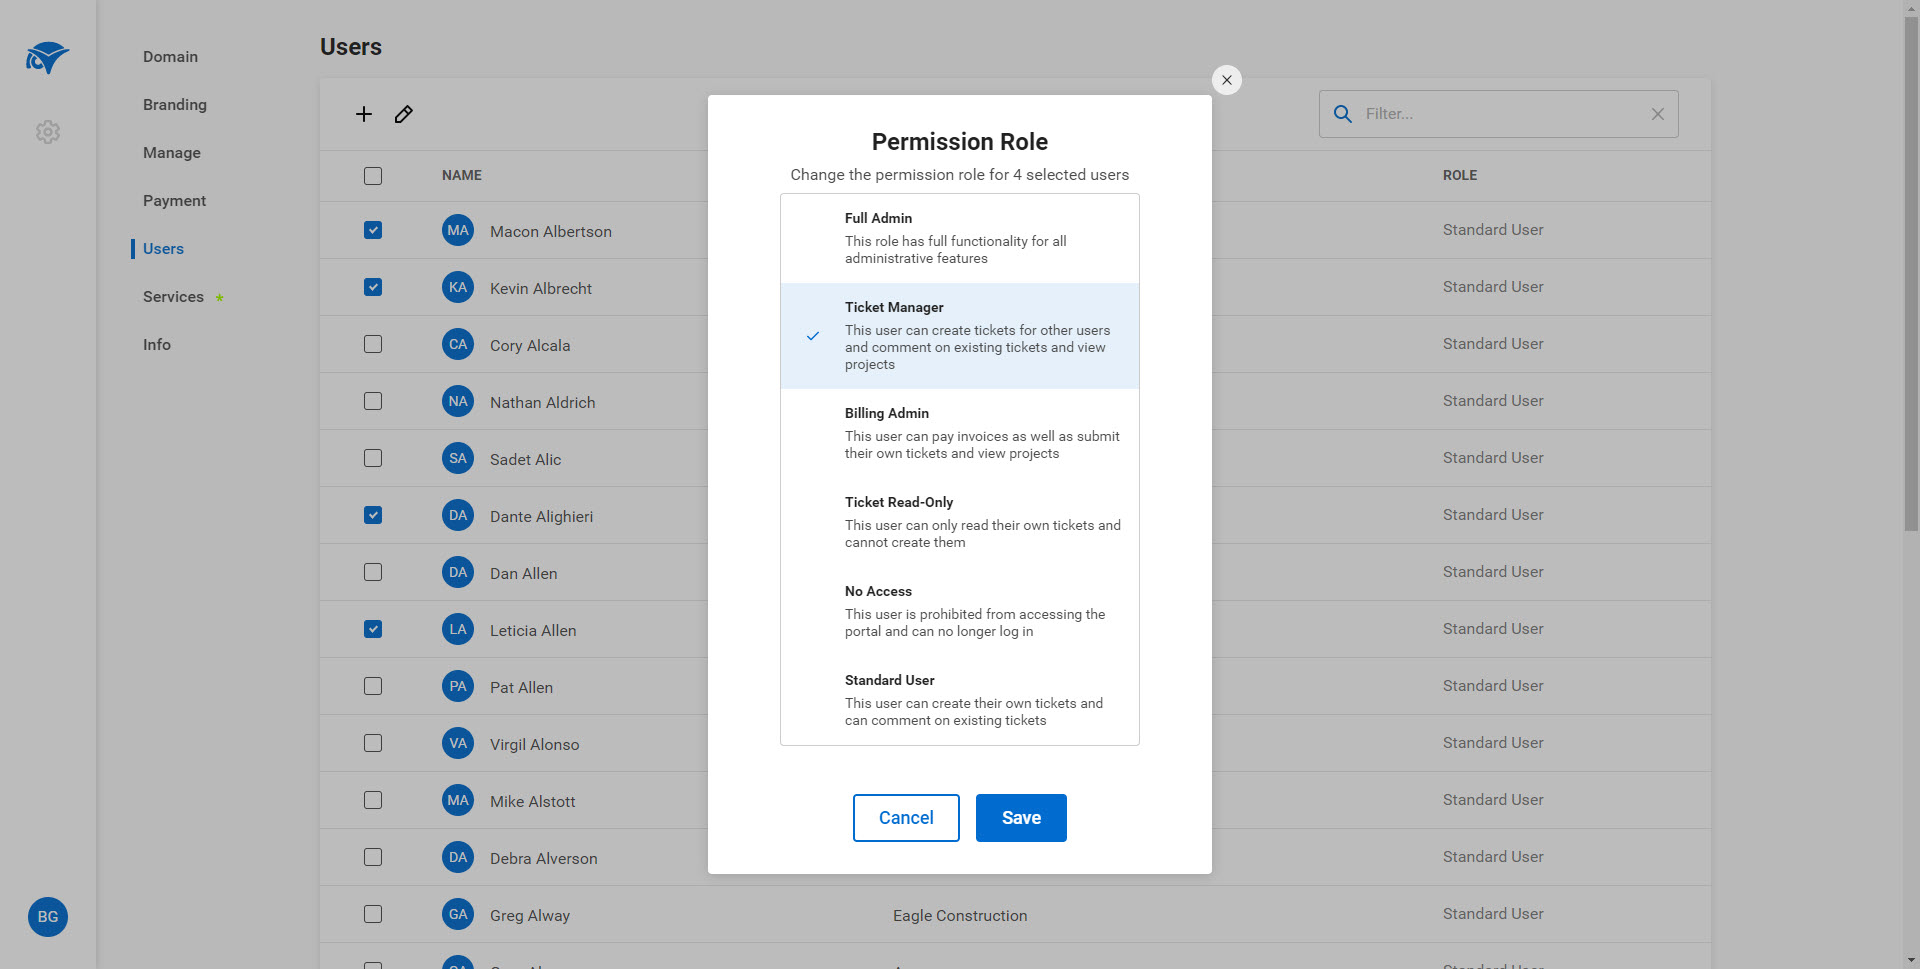 Domain
Branding
Manage
Payment
Users
Services
Info
BG
Users
Filter...
NAME
ROLE
MA Macon Albertson Standard User
KA Kevin Albrecht Standard User
CA Cory Alcala Standard User
NA Nathan Aldrich Standard User
SA Sadet Alic Standard User
DA Dante Alighieri Standard User
DA Dan Allen Standard User
LA Leticia Allen Standard User
PA Pat Allen Standard User
VA Virgil Alonso Standard User
MA Mike Alstott Standard User
DA Debra Alverson Standard User
GA Greg Alway Eagle Construction Standard User
Permission Role
Change the permission role for 4 selected users
Full Admin
This role has full functionality for all
administrative features
Ticket Manager
This user can create tickets for other users
and comment on existing tickets and view
projects
Billing Admin
This user can pay invoices as well as submit
their own tickets and view projects
Ticket Read-Only
This user can only read their own tickets and
cannot create them
No Access
This user is prohibited from accessing the
portal and can no longer log in
Standard User
This user can create their own tickets and
can comment on existing tickets
Cancel
Save